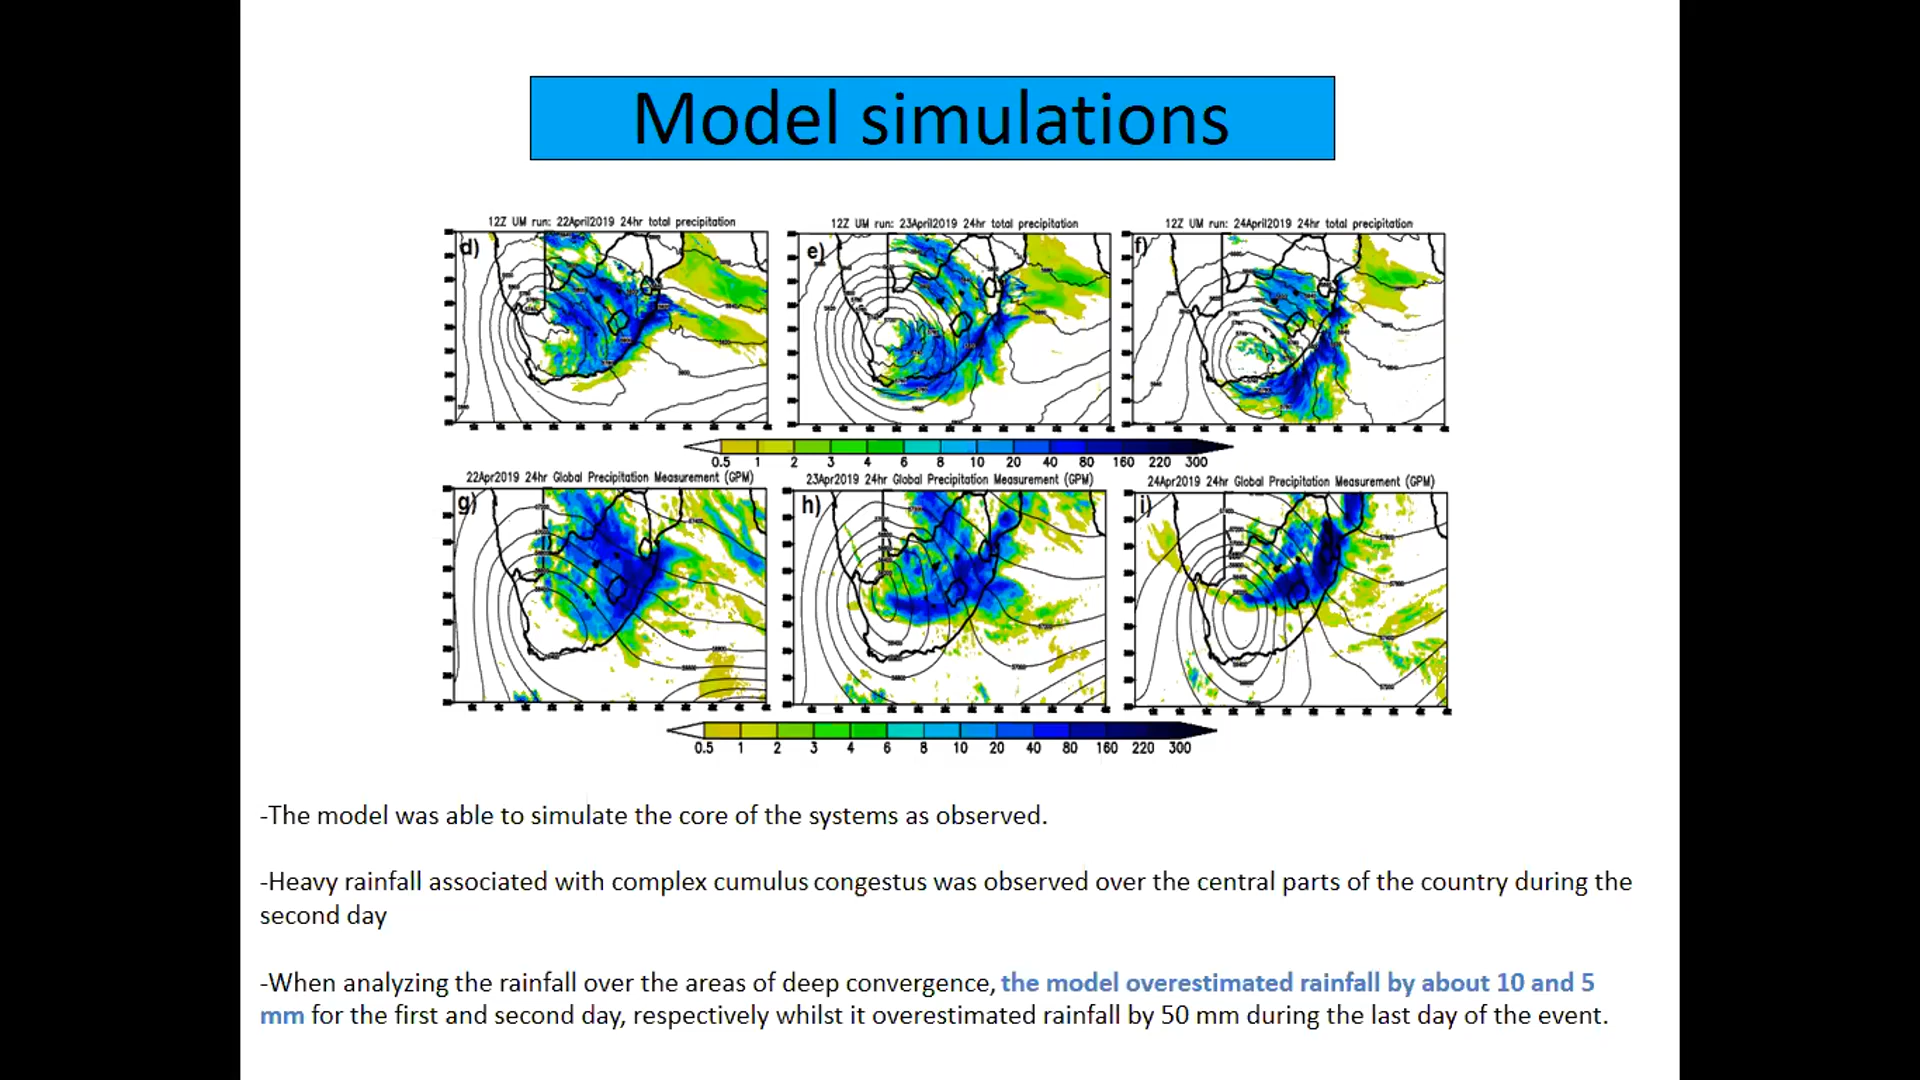 Model simulations
12Z UM run: 22April2019 24hr total precipitation
12Z UM run: 23April2019 24hr total precipitation
12Z UM run: 24April2019 24hr total precipitation
d)
e)
f)
0.5 1 2 3 4 6 8 10 20 40 80 160 220 300
22Apr2019 24hr Global Precipitation Measurement (GPM)
23Apr2019 24hr Global Precipitation Measurement (GPM)
24Apr2019 24hr Global Precipitation Measurement (GPM)
g)
h)
i)
0.5 1 2 3 4 6 8 10 20 40 80 160 220 300
-The model was able to simulate the core of the systems as observed.
-Heavy rainfall associated with complex cumulus congestus was observed over the central parts of the country during the
second day
-When analyzing the rainfall over the areas of deep convergence, the model overestimated rainfall by about 10 and 5
mm for the first and second day, respectively whilst it overestimated rainfall by 50 mm during the last day of the event.